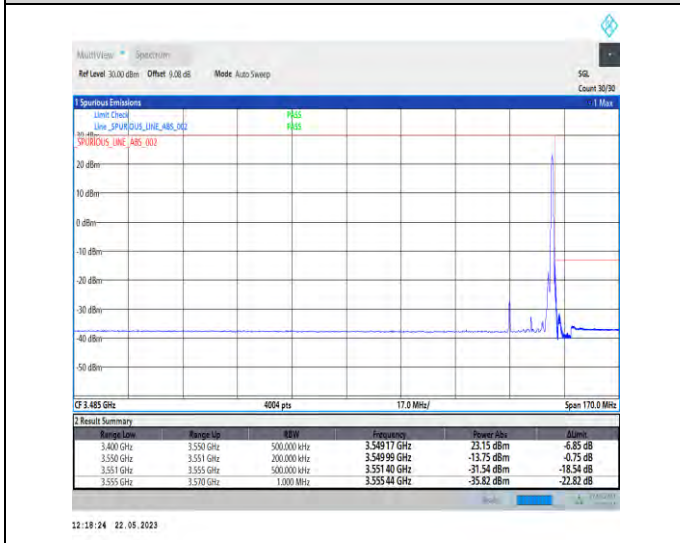 MultiView Spectrum
Ref Level 30.00 dBm Offset 9.08 dB Mode Auto Sweep SGL
Count 30/30
1 Spurious Emissions 1 Max
Limit Check PASS
Line _SPURIOUS_LINE_ABS_002 PASS
30 dBm
_SPURIOUS_LINE_ABS_002
20 dBm
10 dBm
0 dBm
-10 dBm
-20 dBm
-30 dBm
-40 dBm
-50 dBm
CF 3.485 GHz 4004 pts 17.0 MHz/ Span 170.0 MHz
2 Result Summary
Range Low Range Up RBW Frequency Power Abs ΔLimit
3.400 GHz 3.550 GHz 500.000 kHz 3.549 17 GHz 23.15 dBm -6.85 dB
3.550 GHz 3.551 GHz 200.000 kHz 3.549 99 GHz -13.75 dBm -0.75 dB
3.551 GHz 3.555 GHz 500.000 kHz 3.551 40 GHz -31.54 dBm -18.54 dB
3.555 GHz 3.570 GHz 1.000 MHz 3.555 44 GHz -35.82 dBm -22.82 dB
12:18:24 22.05.2023